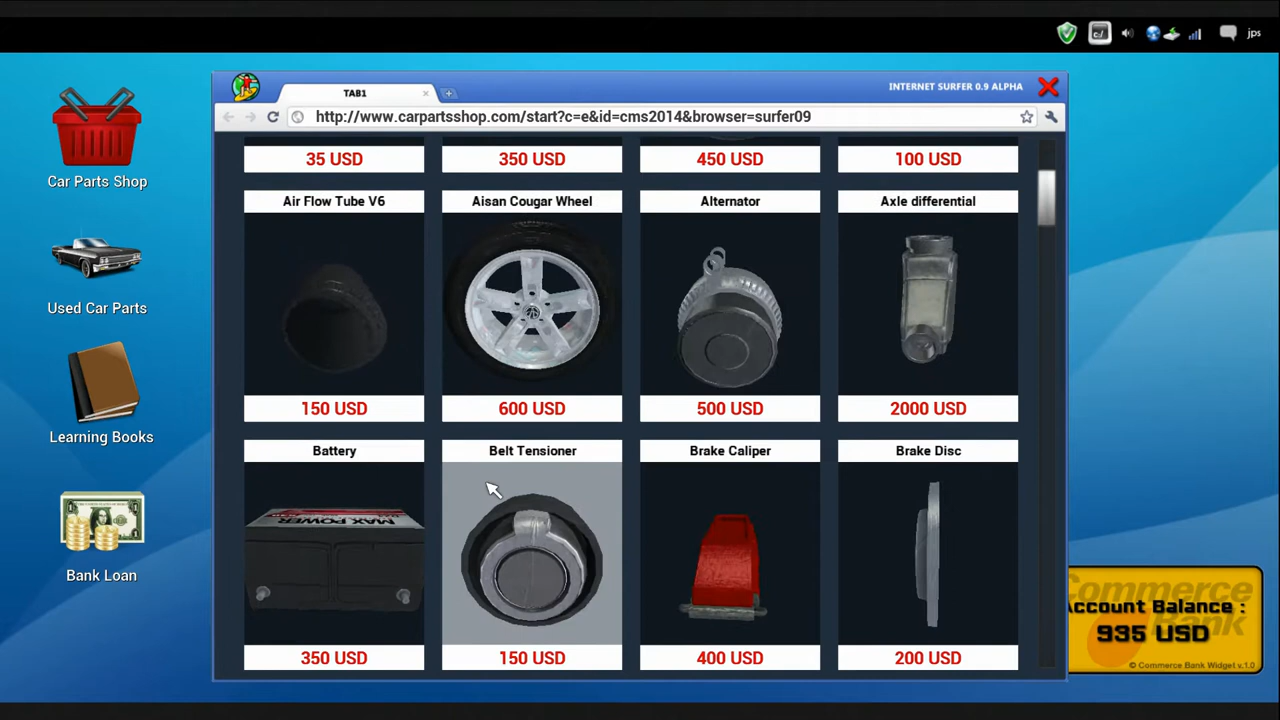 c:/
jps
TAB1
INTERNET SURFER 0.9 ALPHA
http://www.carpartsshop.com/start?c=e&id=cms2014&browser=surfer09
Car Parts Shop
Used Car Parts
Learning Books
Bank Loan
35 USD
350 USD
450 USD
100 USD
Air Flow Tube V6
Aisan Cougar Wheel
Alternator
Axle differential
150 USD
600 USD
500 USD
2000 USD
Battery
Belt Tensioner
Brake Caliper
Brake Disc
MAX POWER
350 USD
150 USD
400 USD
200 USD
Commerce Bank
Account Balance :
935 USD
© Commerce Bank Widget v.1.0